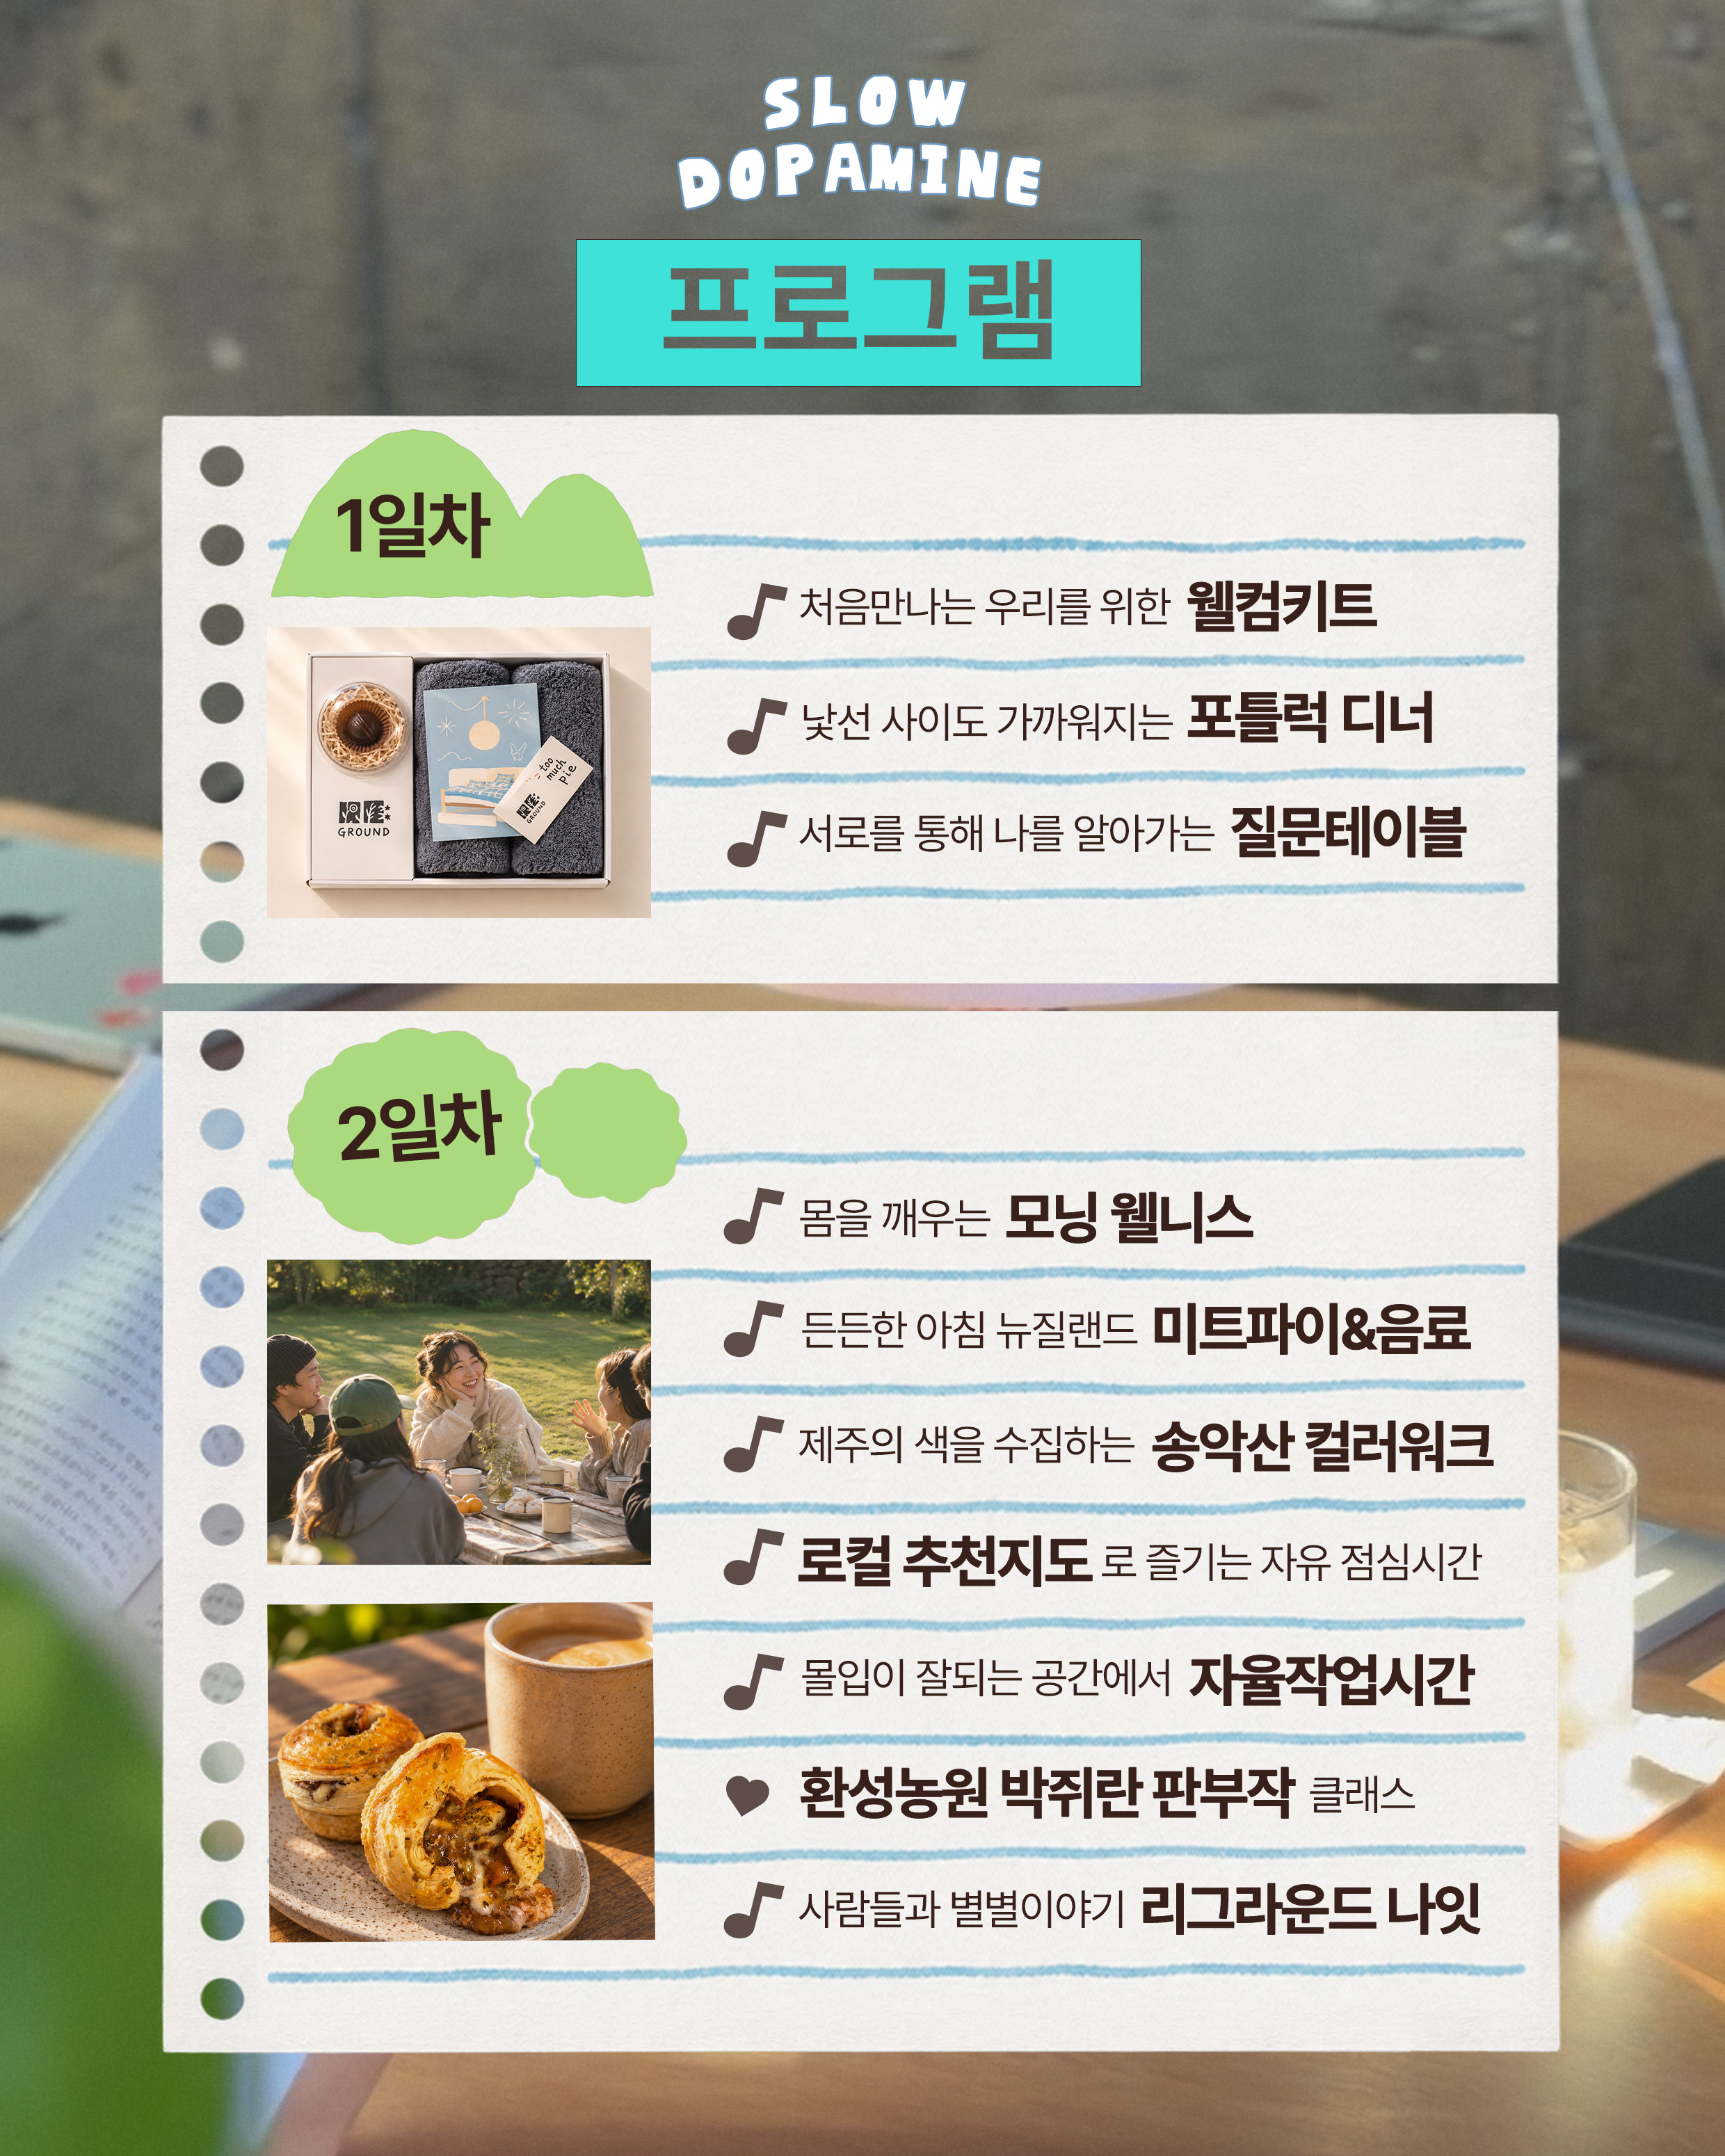 SLOW
DOPAMINE
프로그램
1일차
처음만나는 우리를 위한 웰컴키트
낯선 사이도 가까워지는 포틀럭 디너
서로를 통해 나를 알아가는 질문테이블
GROUND
too
much
pie
GROUND
2일차
몸을 깨우는 모닝 웰니스
든든한 아침 뉴질랜드 미트파이&음료
제주의 색을 수집하는 송악산 컬러워크
로컬 추천지도 로 즐기는 자유 점심시간
몰입이 잘되는 공간에서 자율작업시간
환성농원 박쥐란 판부작 클래스
사람들과 별별이야기 리그라운드 나잇